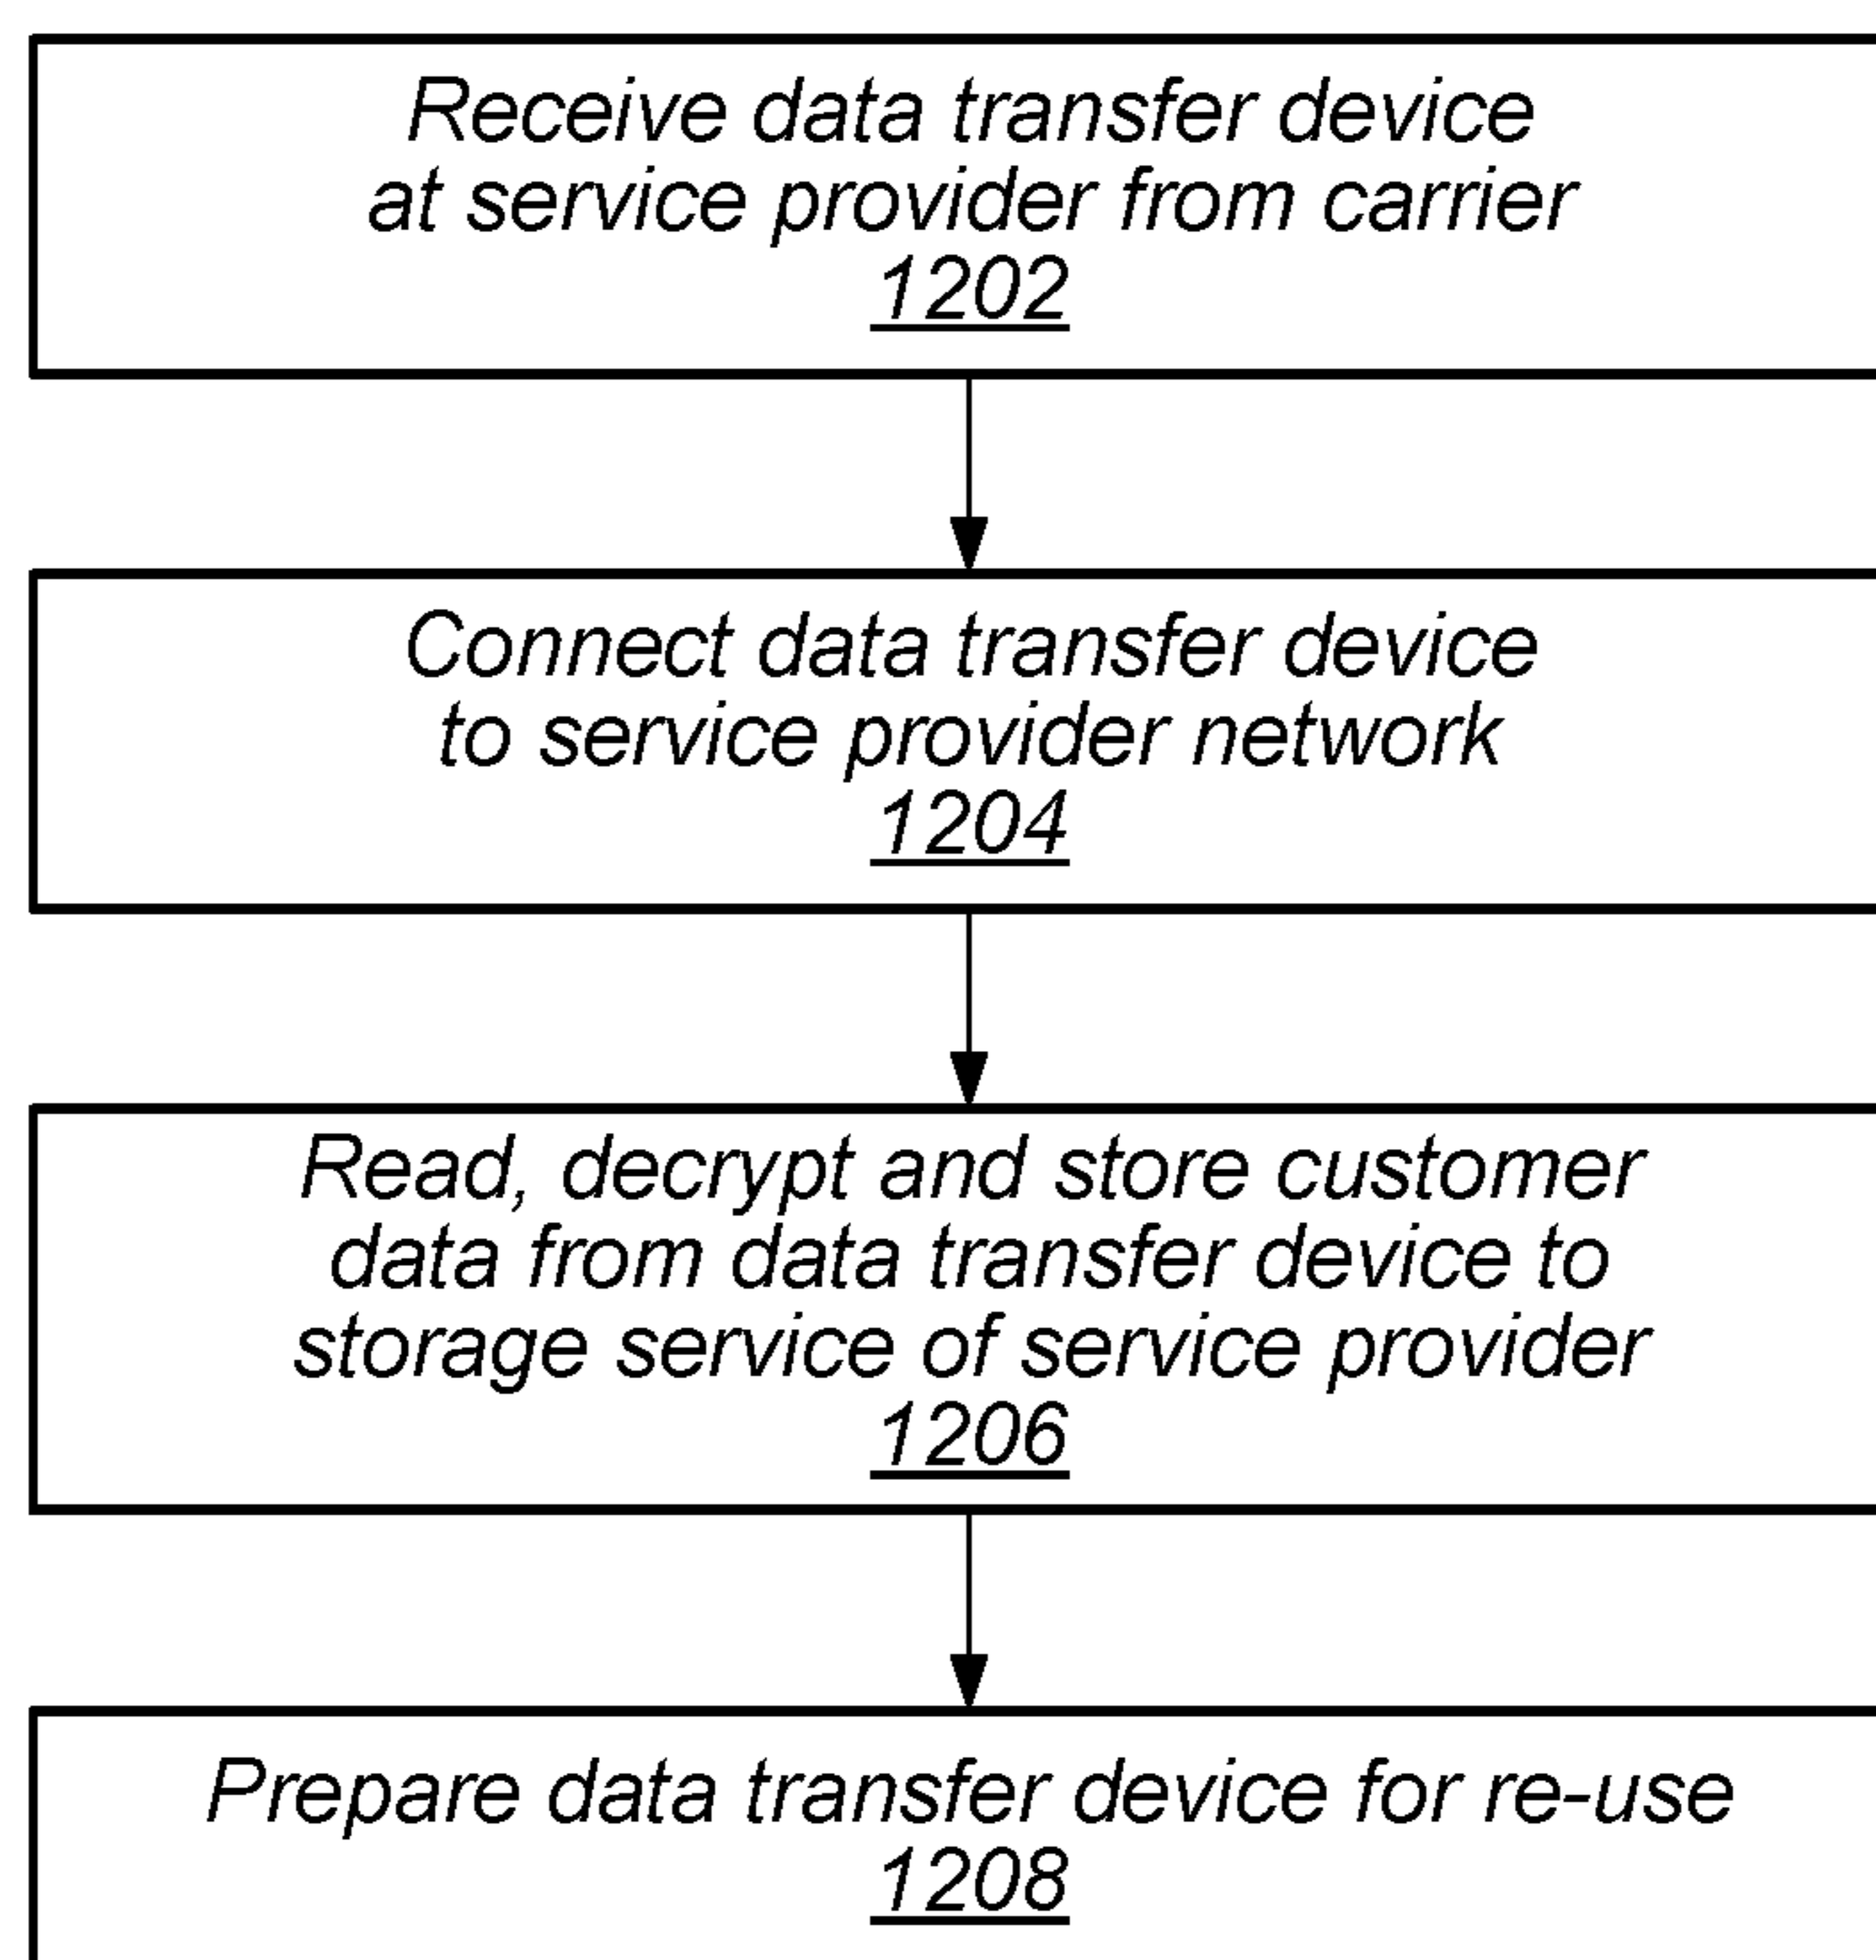 Receive data transfer device
at service provider from carrier
1202
Connect data transfer device
to service provider network
1204
Read, decrypt and store customer
data from data transfer device to
storage service of service provider
1206
Prepare data transfer device for re-use
1208